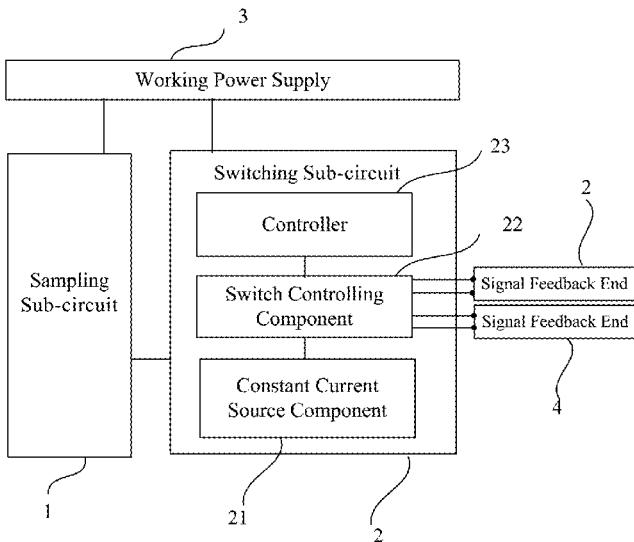 3
Working Power Supply
Switching Sub-circuit
23
Controller
22
2
Sampling
Sub-circuit
Switch Controlling
Component
Signal Feedback End
Signal Feedback End
Constant Current
Source Component
4
1
21
2